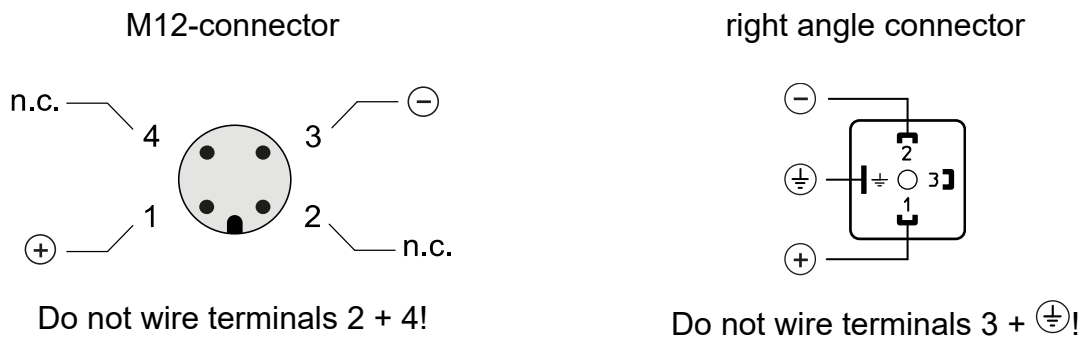 M12-connector
n.c.
4
3
⊖
1
2
⊕
n.c.
Do not wire terminals 2 + 4!
right angle connector
⊖
2
⏚
⏚
3
1
⊕
Do not wire terminals 3 + ⏚!